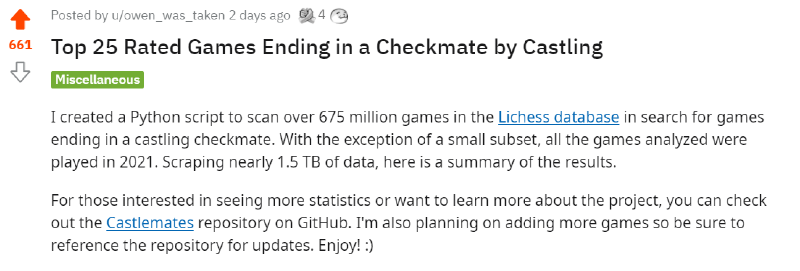 Posted by u/owen_was_taken 2 days ago 4
661
Top 25 Rated Games Ending in a Checkmate by Castling
Miscellaneous
I created a Python script to scan over 675 million games in the Lichess database in search for games
ending in a castling checkmate. With the exception of a small subset, all the games analyzed were
played in 2021. Scraping nearly 1.5 TB of data, here is a summary of the results.
For those interested in seeing more statistics or want to learn more about the project, you can check
out the Castlemates repository on GitHub. I'm also planning on adding more games so be sure to
reference the repository for updates. Enjoy! :)